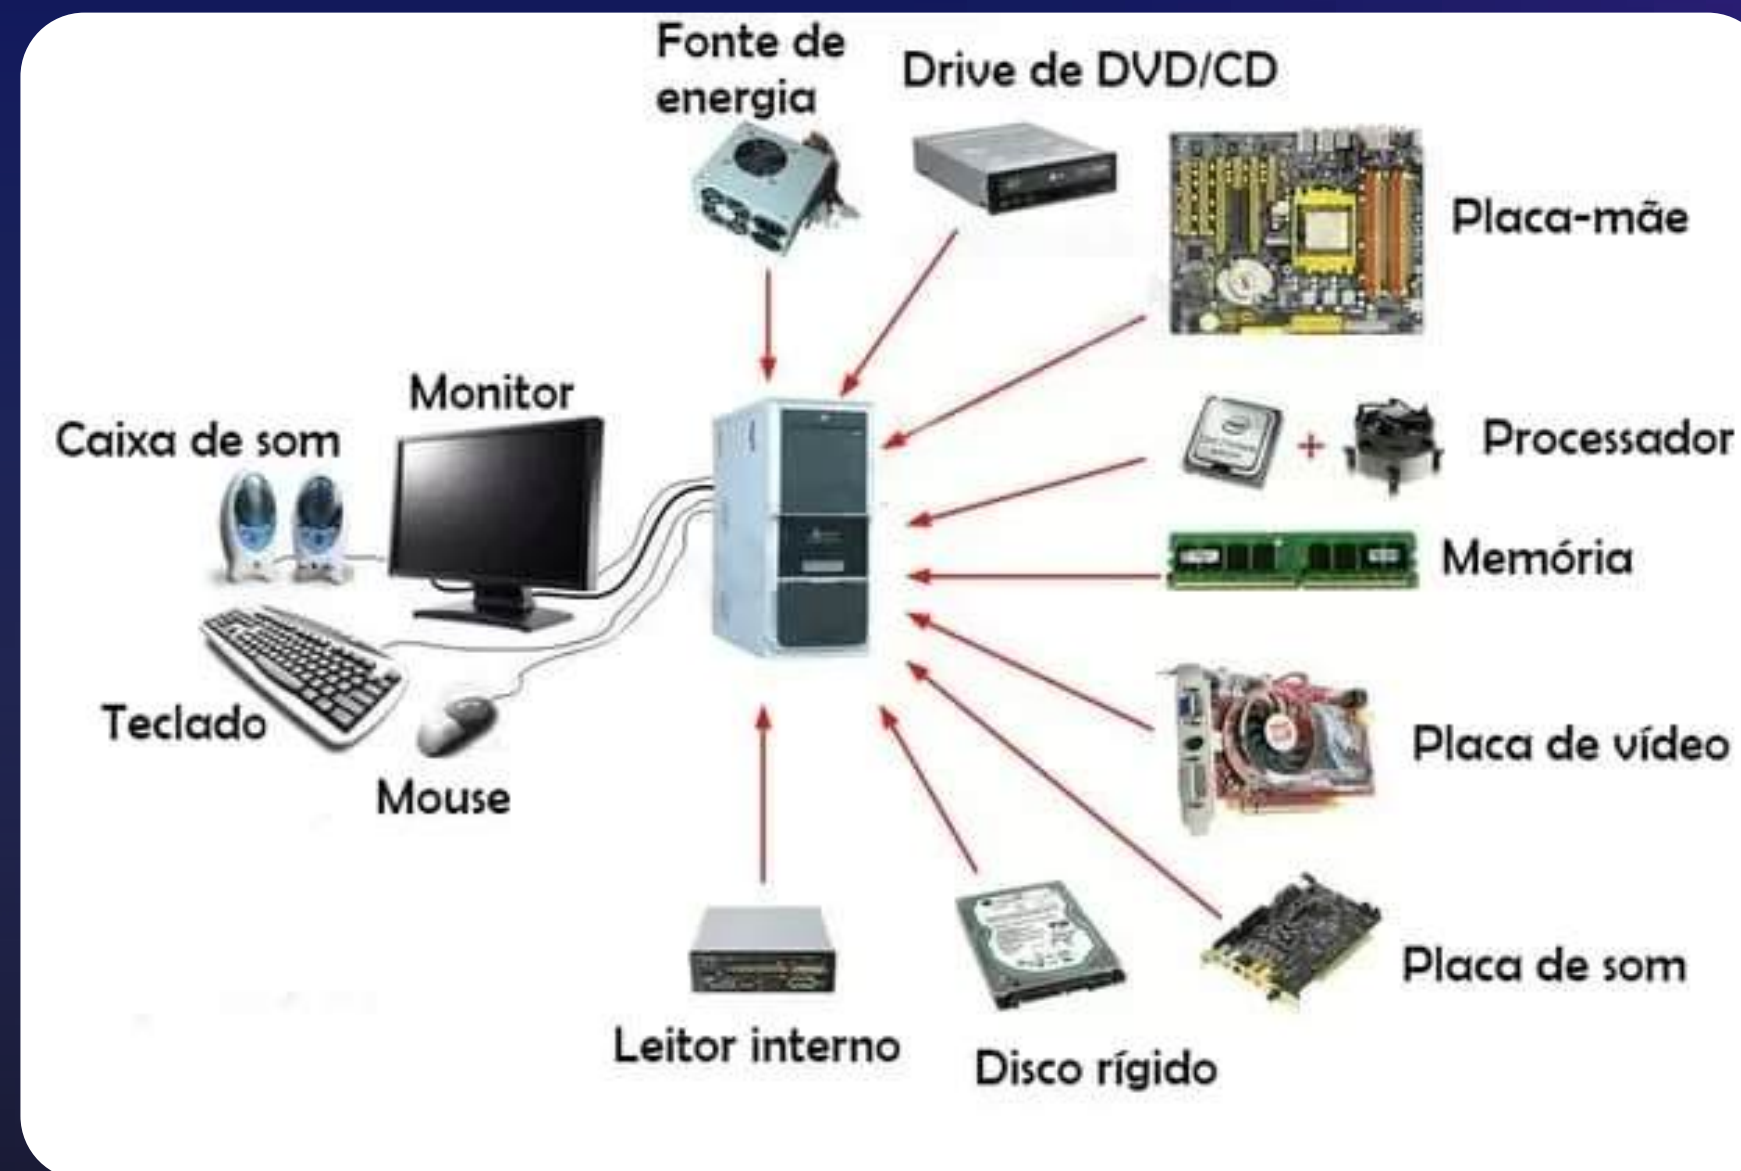 Fonte de
energia
Drive de DVD/CD
Placa-mãe
Monitor
Caixa de som
Processador
Memória
Teclado
Mouse
Placa de vídeo
Placa de som
Leitor interno
Disco rígido